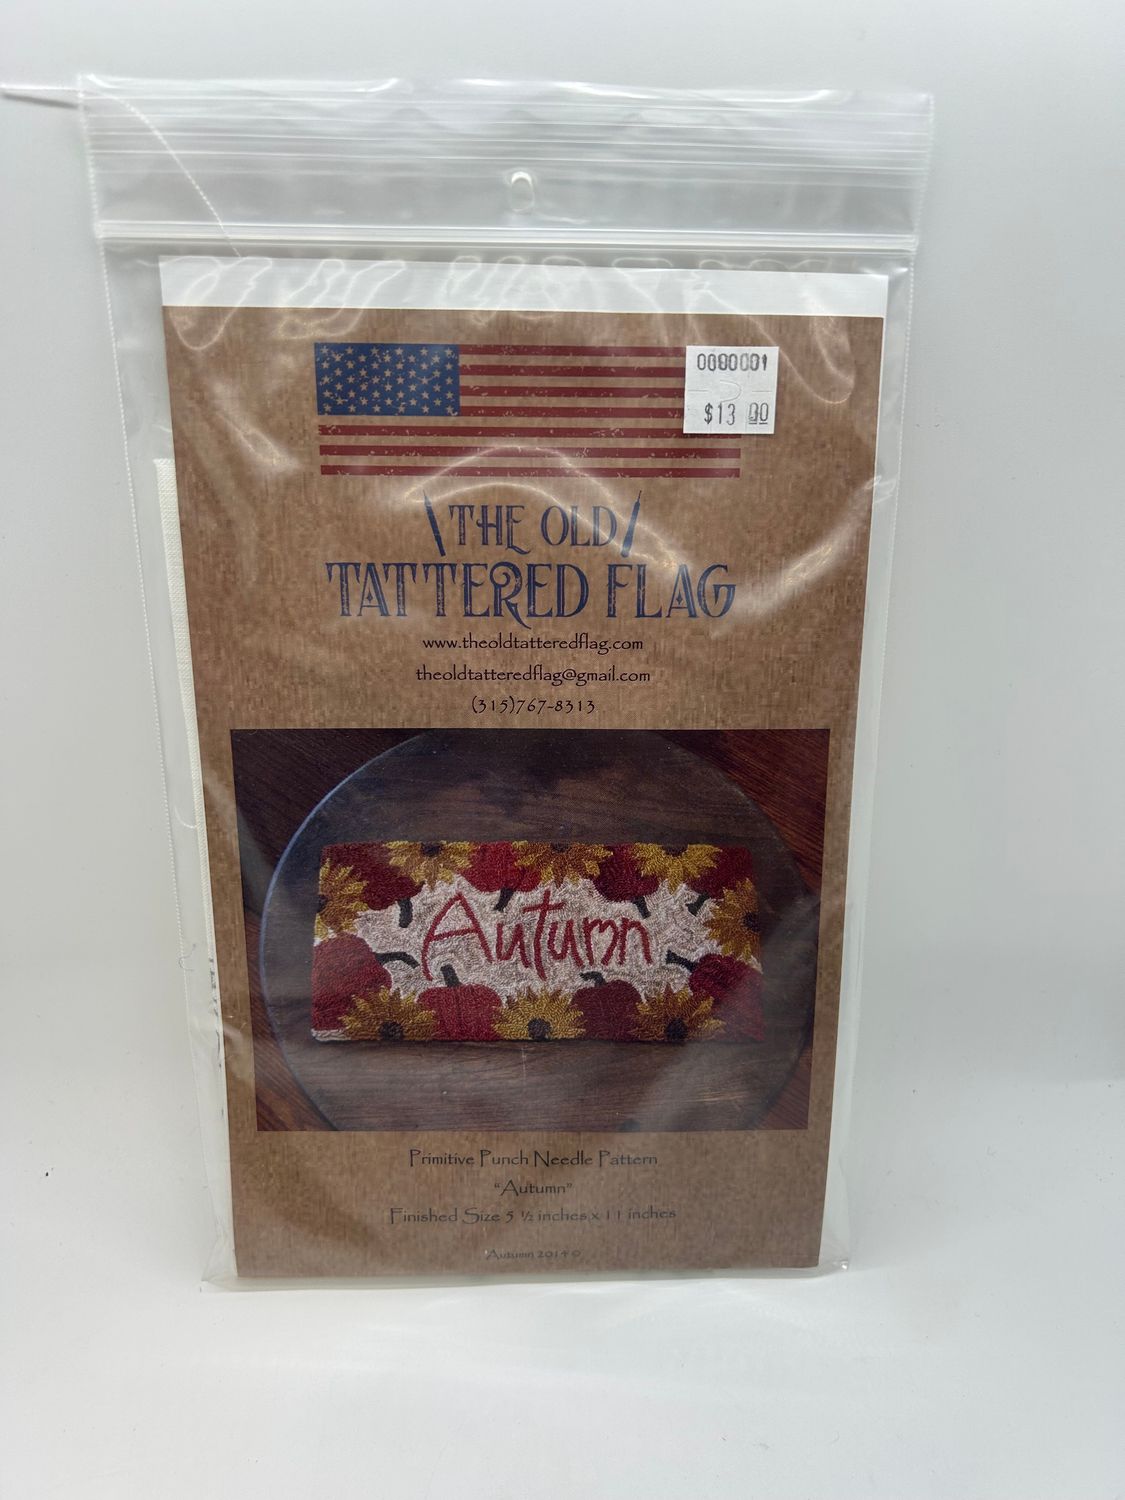 0000001
$13.00
THE OLD
TATTERED FLAG
www.theoldtatteredflag.com
theoldtatteredflag@gmail.com
(315)767-8313
Autumn
Primitive Punch Needle Pattern
"Autumn"
Finished Size 5 ½ inches x 11 inches
Autumn 2014©